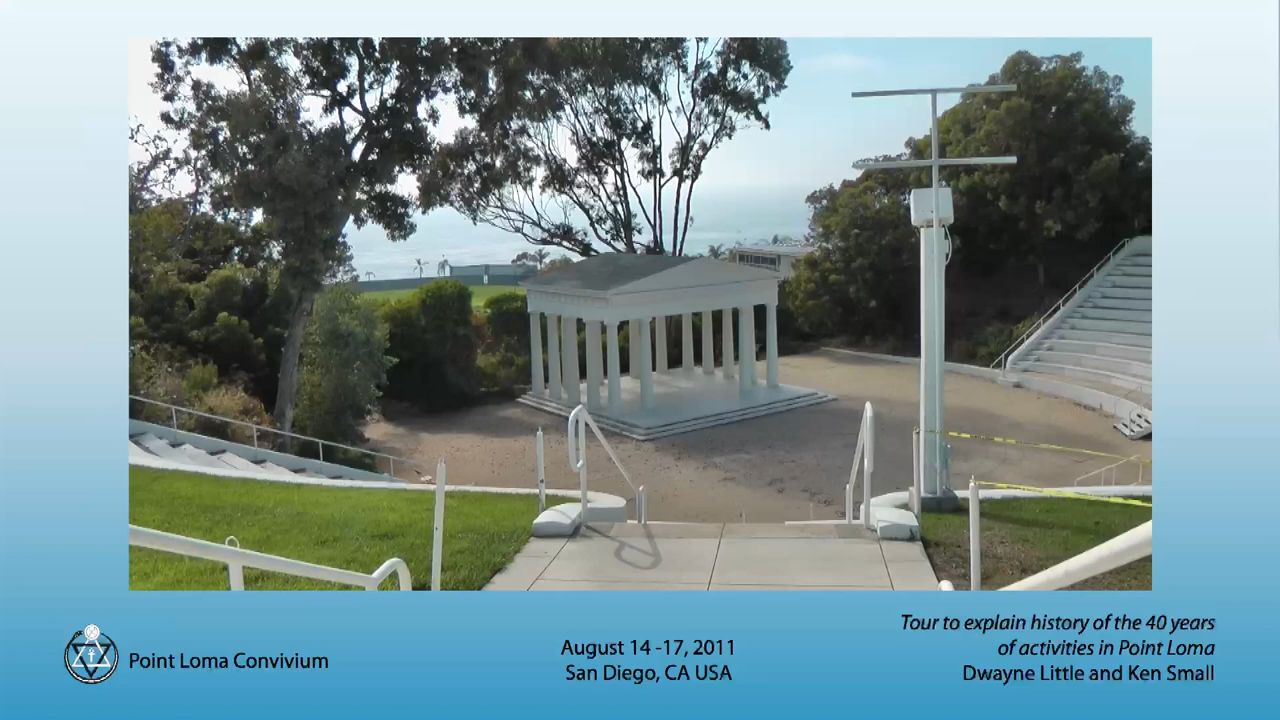 Point Loma Convivium
August 14 -17, 2011
San Diego, CA USA
Tour to explain history of the 40 years
of activities in Point Loma
Dwayne Little and Ken Small